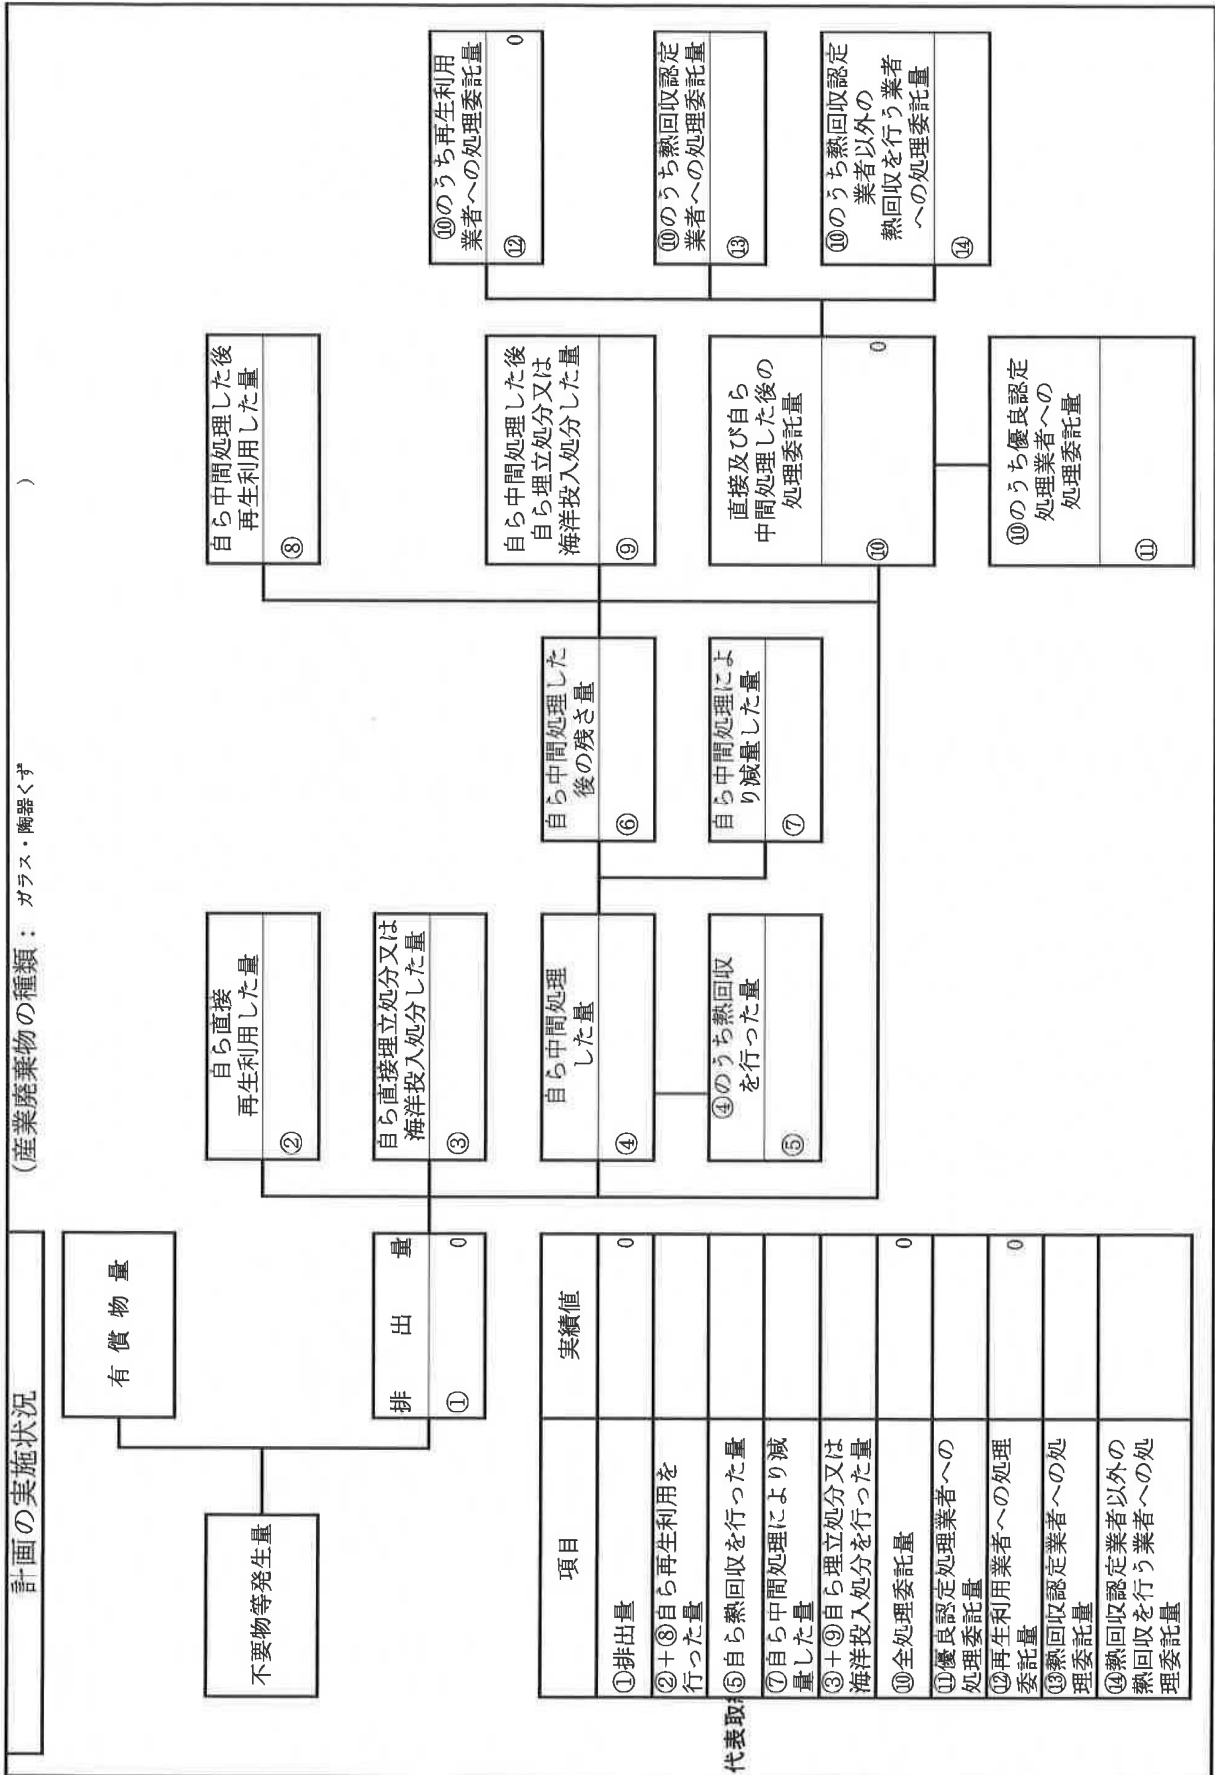 計画の実施状況
(産業廃棄物の種類： ガラス・陶器くず )
不要物等発生量
有償物量
排出量
① 0
自ら直接
再生利用した量
②
自ら直接埋立処分又は
海洋投入処分した量
③
自ら中間処理
した量
④
④のうち熱回収
を行った量
⑤
自ら中間処理した
後の残さ量
⑥
自ら中間処理によ
り減量した量
⑦
自ら中間処理した後
再生利用した量
⑧
自ら中間処理した後
自ら埋立処分又は
海洋投入処分した量
⑨
直接及び自ら
中間処理した後の
処理委託量
⑩ 0
⑩のうち優良認定
処理業者への
処理委託量
⑪
⑩のうち再生利用
業者への処理委託量
⑫ 0
⑩のうち熱回収認定
業者への処理委託量
⑬
⑩のうち熱回収認定
業者以外の
熱回収を行う業者
への処理委託量
⑭
項目 実績値
①排出量 0
②+⑧自ら再生利用を
行った量
⑤自ら熱回収を行った量
⑦自ら中間処理により減
量した量
③+⑨自ら埋立処分又は
海洋投入処分を行った量
⑩全処理委託量 0
⑪優良認定処理業者への
処理委託量
⑫再生利用業者への処理
委託量 0
⑬熱回収認定業者への処
理委託量
⑭熱回収認定業者以外の
熱回収を行う業者への処
理委託量
代表取